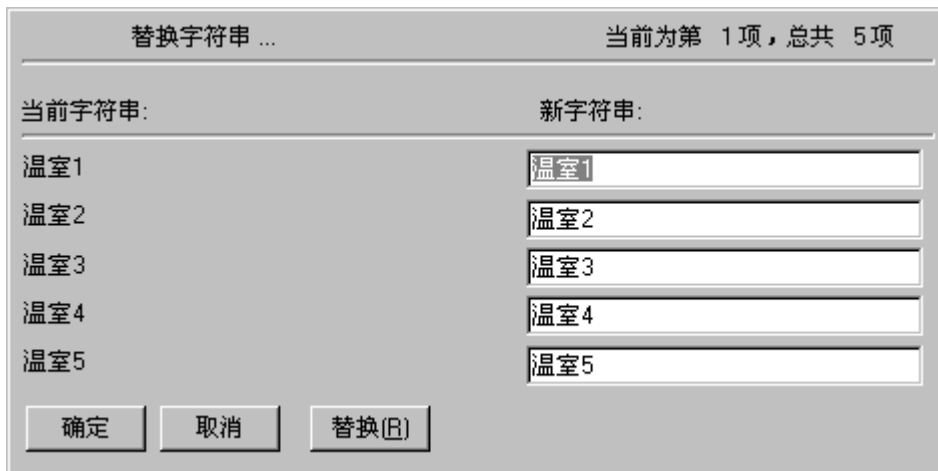 替换字符串 ... 当前为第 1项，总共 5项
当前字符串: 新字符串:
温室1 温室1
温室2 温室2
温室3 温室3
温室4 温室4
温室5 温室5
确定 取消 替换(R)